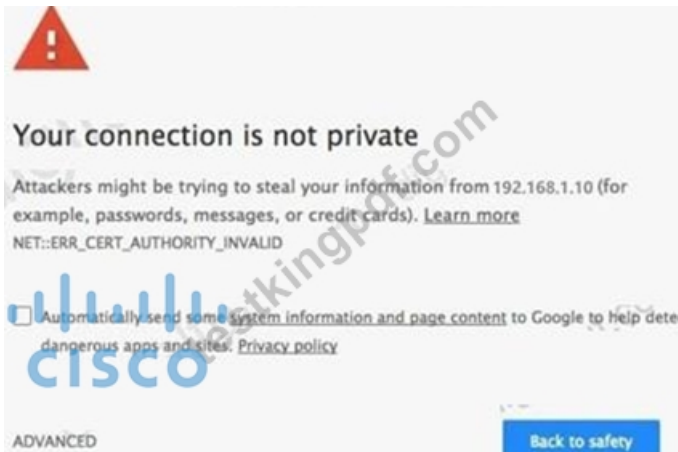 !
Your connection is not private
Attackers might be trying to steal your information from 192.168.1.10 (for
example, passwords, messages, or credit cards). Learn more
NET::ERR_CERT_AUTHORITY_INVALID
Automatically send some system information and page content to Google to help dete
dangerous apps and sites. Privacy policy
CISCO
testkingpdf.com
ADVANCED
Back to safety